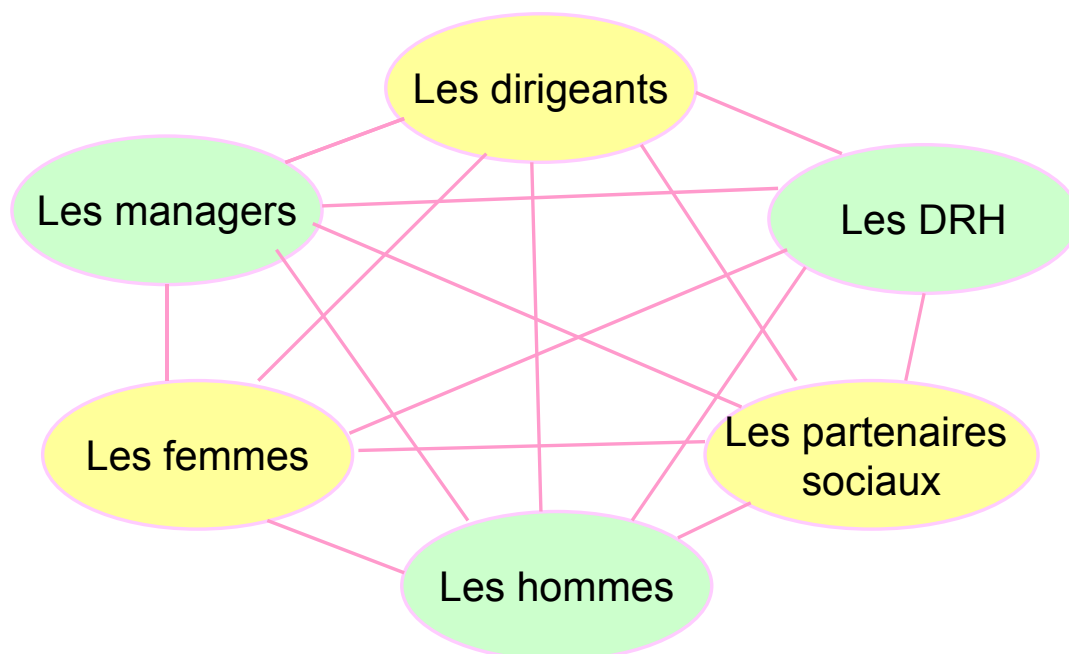 Les dirigeants
Les managers
Les DRH
Les femmes
Les partenaires
sociaux
Les hommes